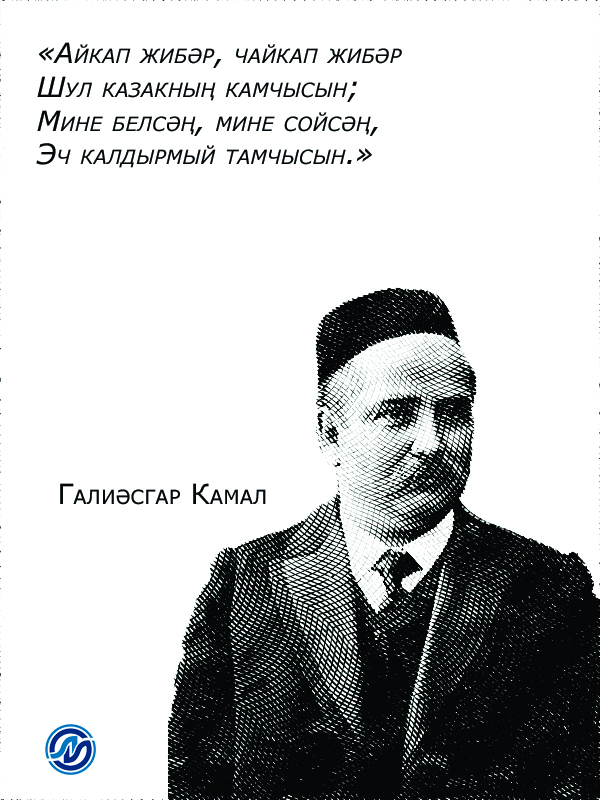 «Айкап жибәр, чайкап жибәр
Шул казакның камчысын;
Мине белсәң, мине сойсәң,
Эч калдырмый тамчысын.»
Галиәсгар Камал